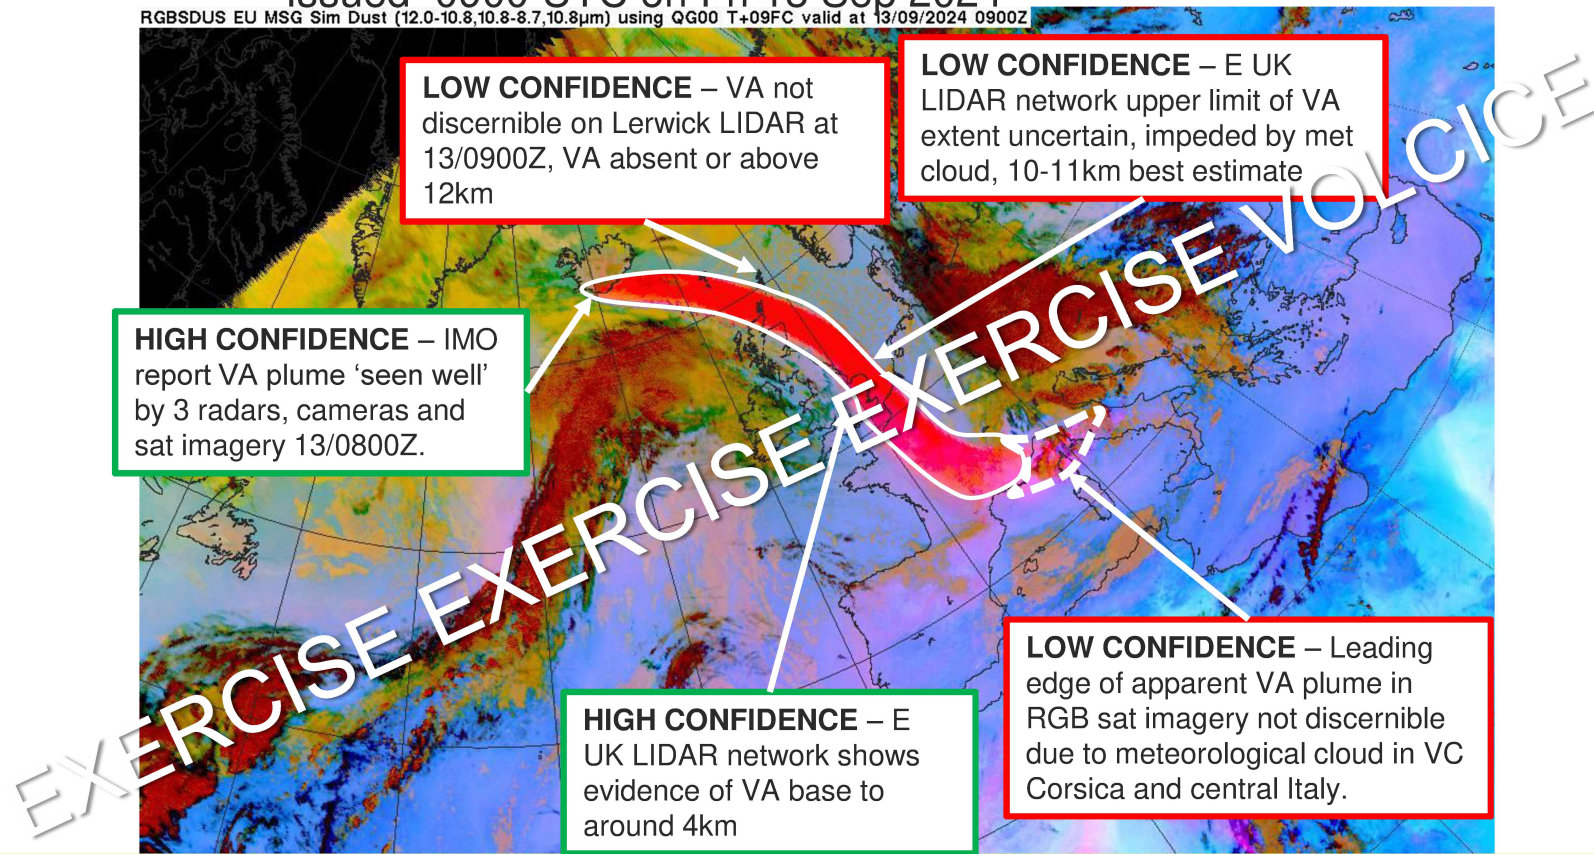 RGBSDUS EU MSG Sim Dust (12.0-10.8,10.8-8.7,10.8µm) using QG00 T+09FC valid at 13/09/2024 0900Z
LOW CONFIDENCE – VA not
discernible on Lerwick LIDAR at
13/0900Z, VA absent or above
12km
LOW CONFIDENCE – E UK
LIDAR network upper limit of VA
extent uncertain, impeded by met
cloud, 10-11km best estimate
HIGH CONFIDENCE – IMO
report VA plume ‘seen well’
by 3 radars, cameras and
sat imagery 13/0800Z.
HIGH CONFIDENCE – E
UK LIDAR network shows
evidence of VA base to
around 4km
LOW CONFIDENCE – Leading
edge of apparent VA plume in
RGB sat imagery not discernible
due to meteorological cloud in VC
Corsica and central Italy.
EXERCISE EXERCISE EXERCISE EXERCISE VOLCICE